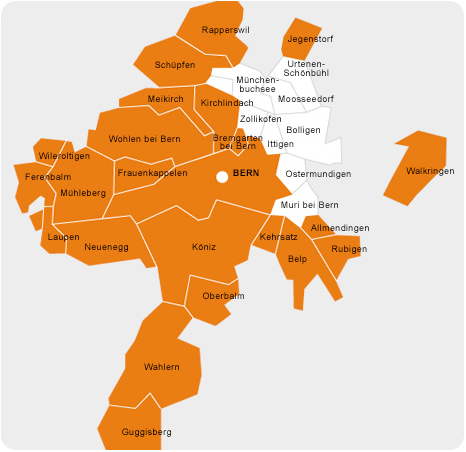 Rapperswil
Jegenstorf
Schüpfen
Urtenen-
Schönbühl
München-
buchsee
Meikirch
Kirchlindach
Moosseedorf
Zollikofen
Wohlen bei Bern
Bremgarten
bei Bern
Bolligen
Ittigen
Wileroltigen
Ferenbalm
Frauenkappelen
BERN
Ostermundigen
Walkringen
Mühleberg
Muri bei Bern
Allmendingen
Laupen
Neuenegg
Köniz
Kehrsatz
Rubigen
Belp
Oberbalm
Wahlern
Guggisberg